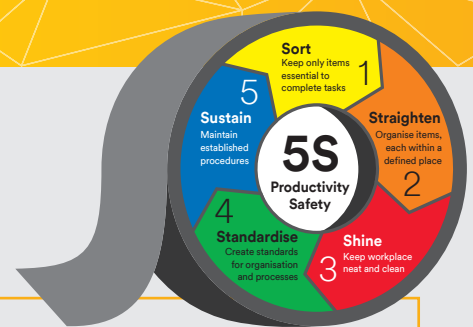 Sort
Keep only items
essential to
complete tasks
1
Straighten
Organise items,
each within a
defined place
2
Shine
Keep workplace
neat and clean
3
4
Standardise
Create standards
for organisation
and processes
5
Sustain
Maintain
established
procedures
5S
Productivity
Safety